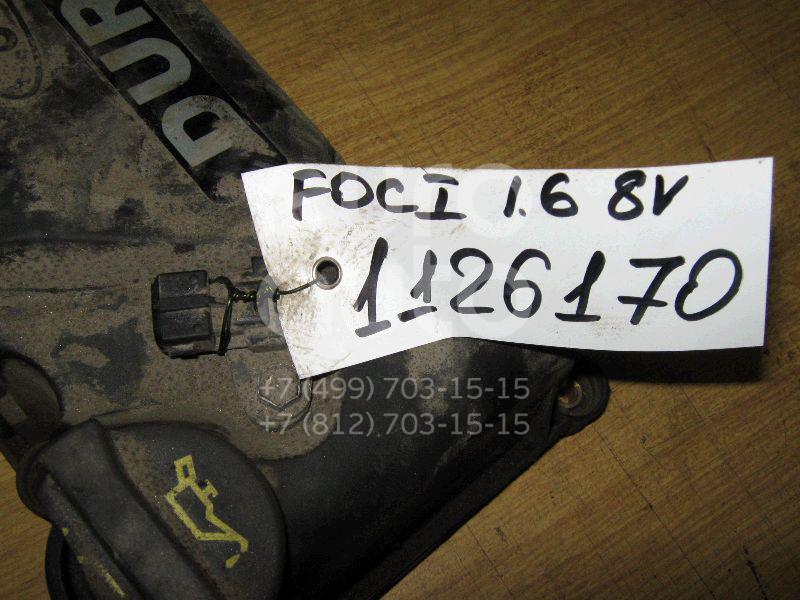 DUR
FOCI 1.6 8V
1126170
+7 (499) 703-15-15
+7 (812) 703-15-15